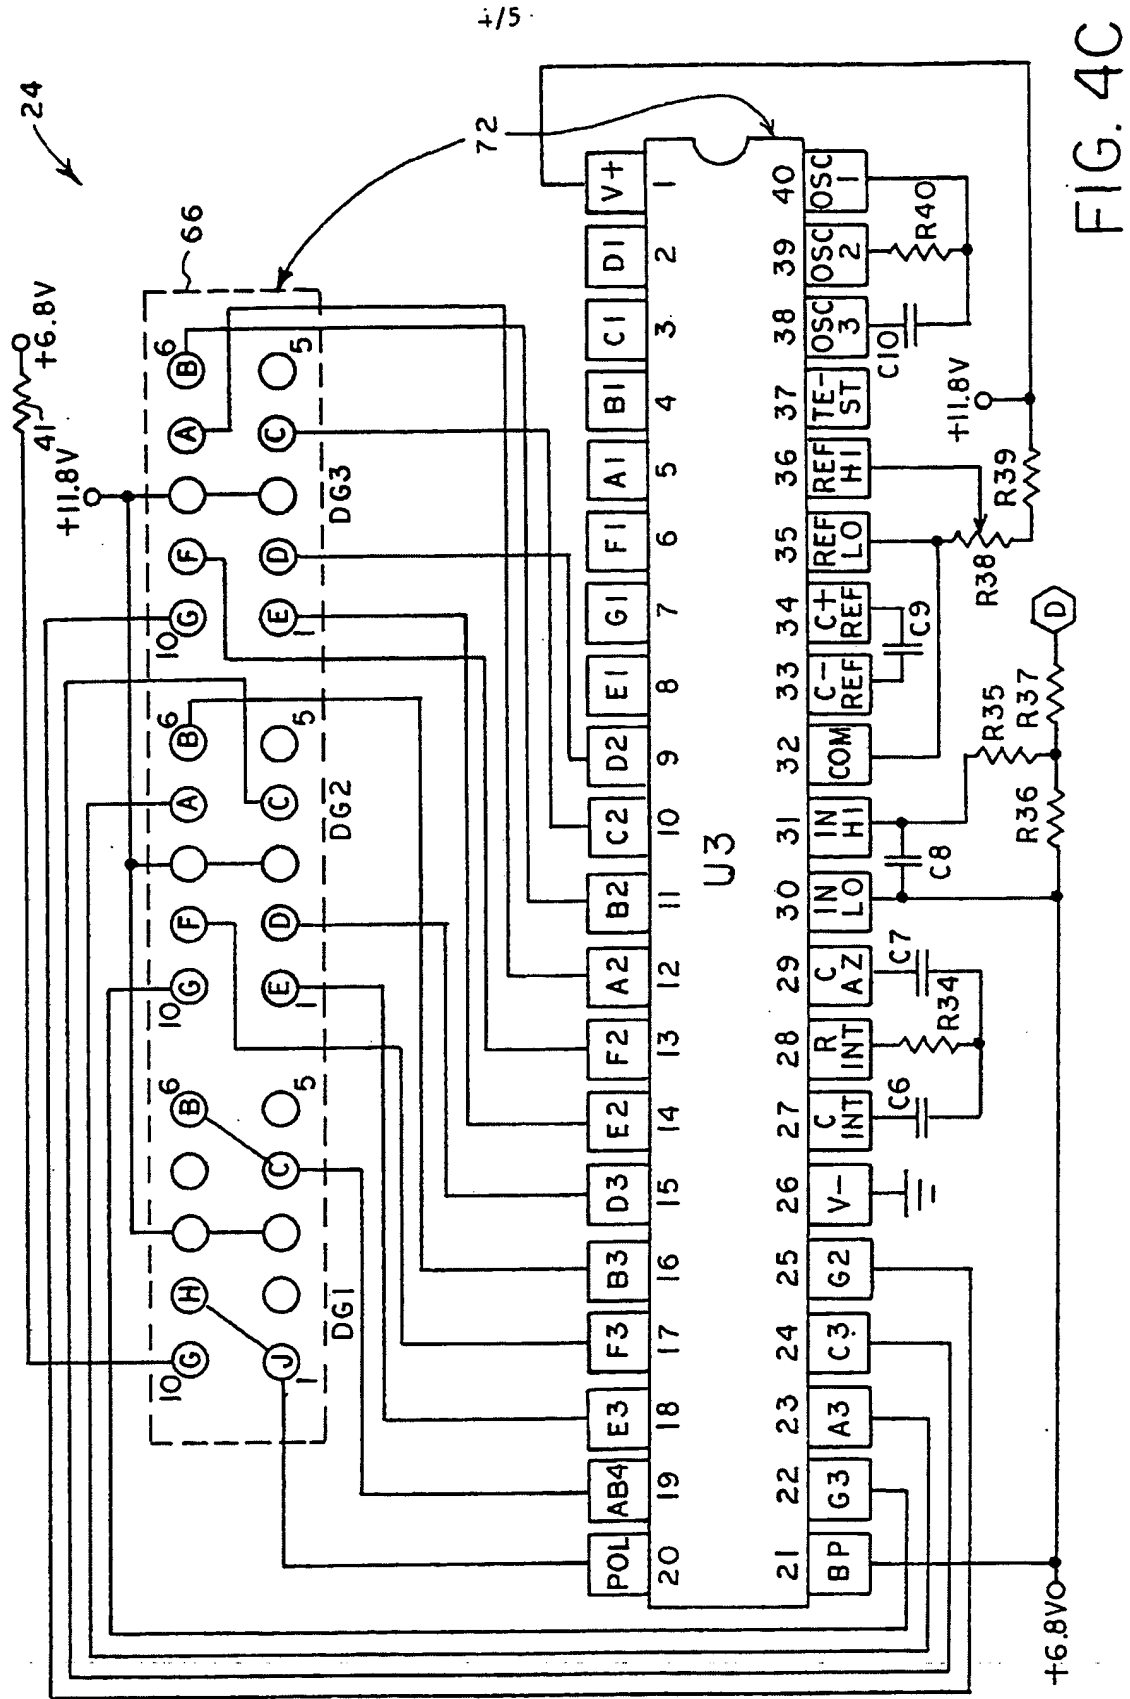 +/5
24
66
72
+6.8V
41
+11.8V
10 G F A B 6
1 E D C 5
DG3
10 G F A B 6
1 E D C 5
DG2
10 G H B 6
1 J C 5
DG1
POL AB4 E3 F3 B3 D3 E2 F2 A2 B2 C2 D2 E1 G1 F1 A1 B1 C1 D1 V+
20 19 18 17 16 15 14 13 12 11 10 9 8 7 6 5 4 3 2 1
U3
21 22 23 24 25 26 27 28 29 30 31 32 33 34 35 36 37 38 39 40
BP G3 A3 C3 G2 V- C INT R INT C AZ IN LO IN HI COM C- REF C+ REF REF LO REF HI TE- ST OSC 3 OSC 2 OSC 1
C6
R34
C7
C8
C9
C10
R40
+11.8V
R35
R36
R37
D
R38
R39
+6.8V
FIG. 4C